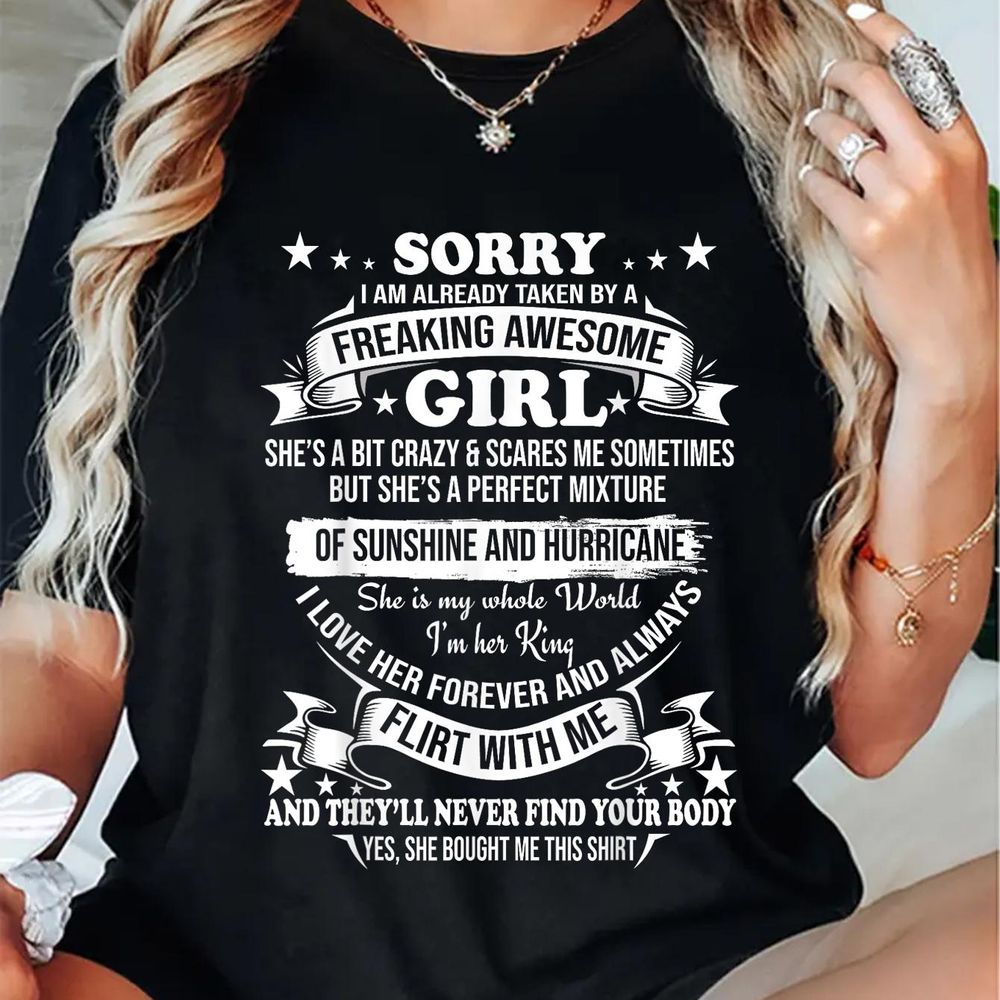 SORRY
I AM ALREADY TAKEN BY A
FREAKING AWESOME
GIRL
SHE'S A BIT CRAZY & SCARES ME SOMETIMES
BUT SHE'S A PERFECT MIXTURE
OF SUNSHINE AND HURRICANE
She is my whole World
I'm her King
I LOVE HER FOREVER AND ALWAYS
FLIRT WITH ME
AND THEY'LL NEVER FIND YOUR BODY
YES, SHE BOUGHT ME THIS SHIRT